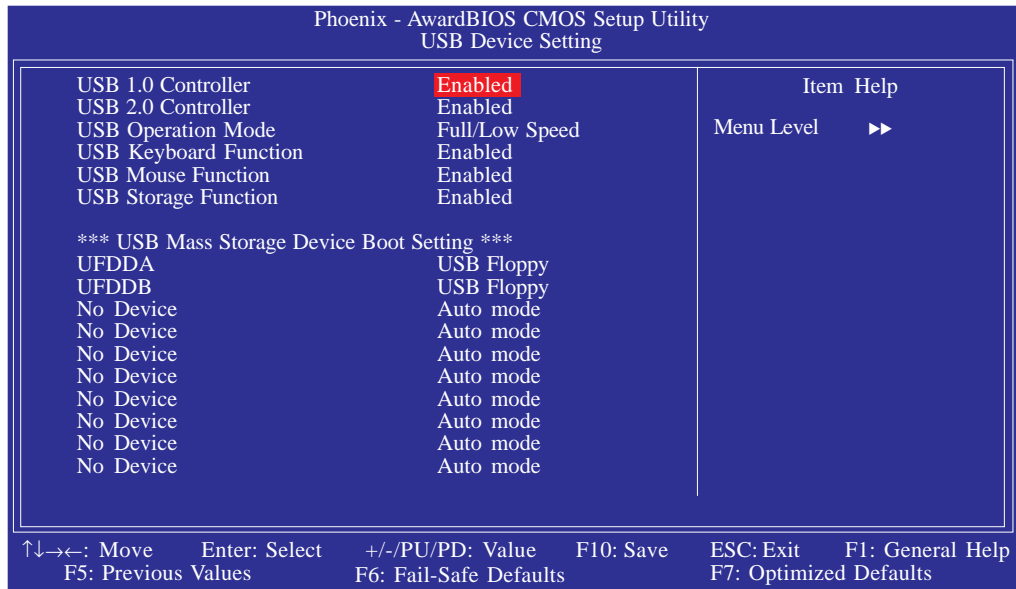 Phoenix - AwardBIOS CMOS Setup Utility
USB Device Setting
USB 1.0 Controller Enabled
USB 2.0 Controller Enabled
USB Operation Mode Full/Low Speed
USB Keyboard Function Enabled
USB Mouse Function Enabled
USB Storage Function Enabled
*** USB Mass Storage Device Boot Setting ***
UFDDA USB Floppy
UFDDB USB Floppy
No Device Auto mode
No Device Auto mode
No Device Auto mode
No Device Auto mode
No Device Auto mode
No Device Auto mode
No Device Auto mode
No Device Auto mode
Item Help
Menu Level ▶▶
↑↓→←: Move Enter: Select +/-/PU/PD: Value F10: Save ESC: Exit F1: General Help
F5: Previous Values F6: Fail-Safe Defaults F7: Optimized Defaults